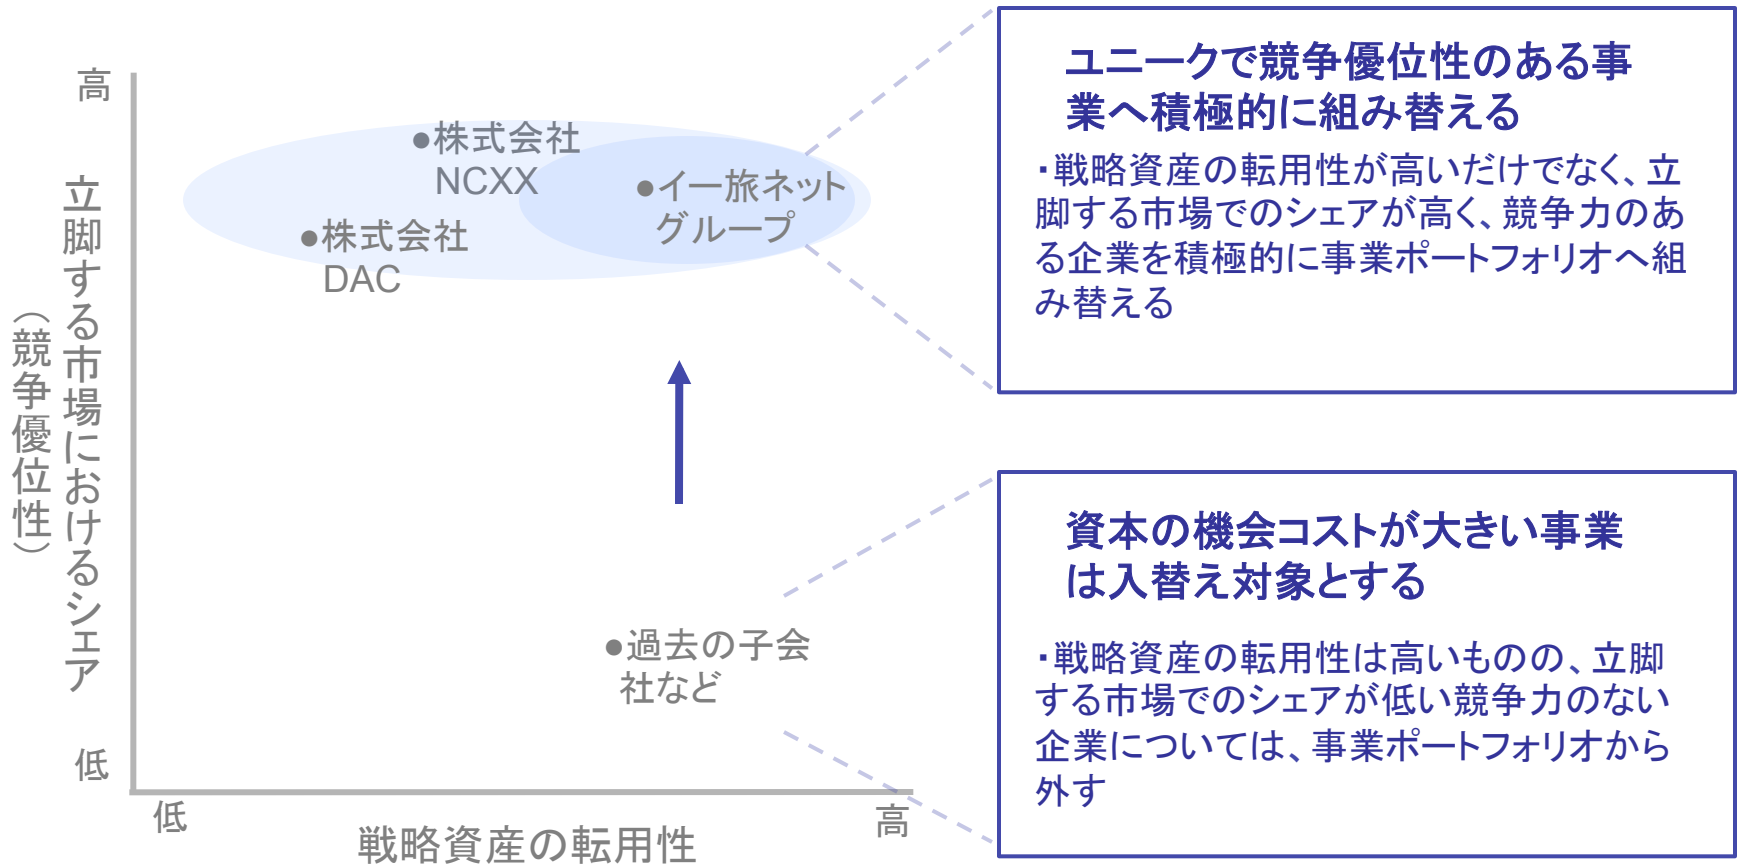 高
立脚する市場におけるシェア
（競争優位性）
低
●株式会社
NCXX
●イー旅ネット
グループ
●株式会社
DAC
●過去の子会
社など
低
高
戦略資産の転用性
ユニークで競争優位性のある事
業へ積極的に組み替える
・戦略資産の転用性が高いだけでなく、立
脚する市場でのシェアが高く、競争力のあ
る企業を積極的に事業ポートフォリオへ組
み替える
資本の機会コストが大きい事業
は入替え対象とする
・戦略資産の転用性は高いものの、立脚
する市場でのシェアが低い競争力のない
企業については、事業ポートフォリオから
外す